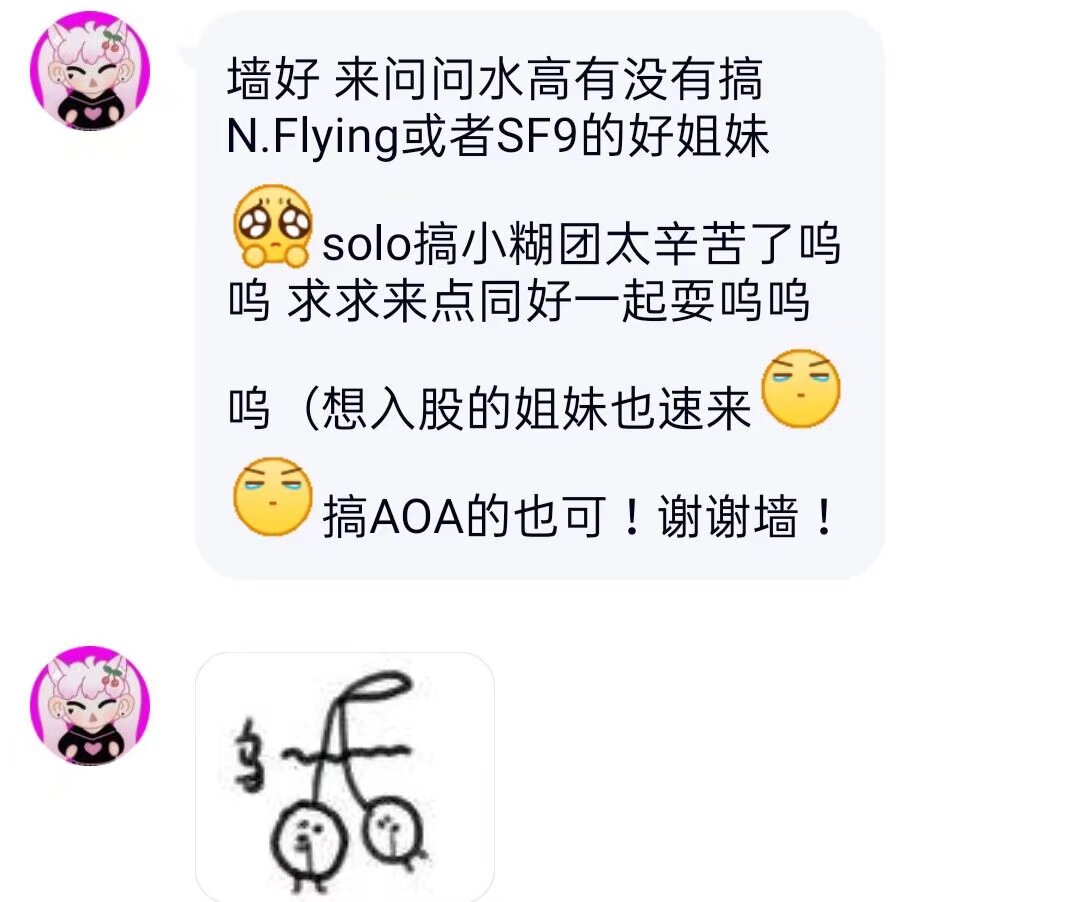 墙好 来问问水高有没有搞
N.Flying或者SF9的好姐妹
solo搞小糊团太辛苦了呜
呜 求求来点同好一起耍呜呜
呜（想入股的姐妹也速来
搞AOA的也可！谢谢墙！